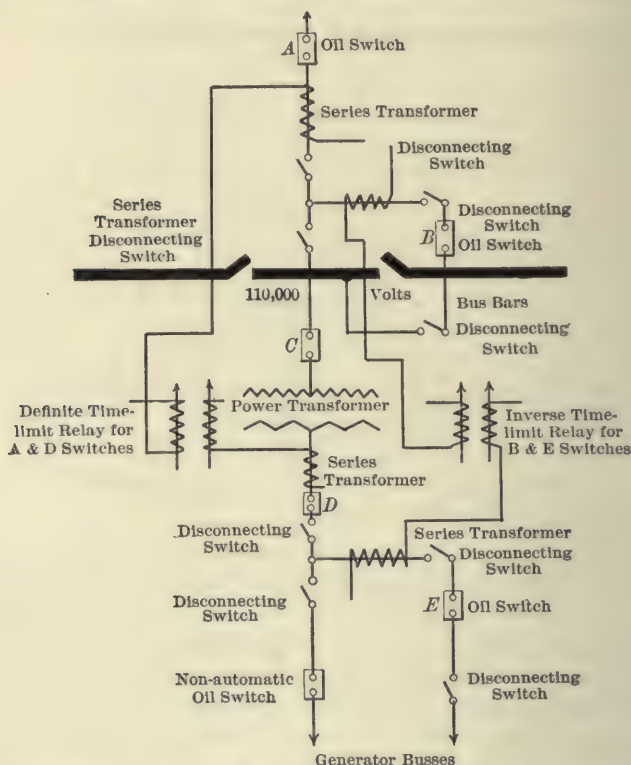 A Oil Switch
Series Transformer
Disconnecting
Switch
Series
Transformer
Disconnecting
Switch
Disconnecting
Switch
B
Oil Switch
110,000 Volts
Bus Bars
Disconnecting
Switch
C
Definite Time-
limit Relay for
A & D Switches
Power Transformer
Inverse Time-
limit Relay for
B & E Switches
Series
Transformer
D
Disconnecting
Switch
Series Transformer
Disconnecting
Switch
Disconnecting
Switch
E Oil Switch
Non-automatic
Oil Switch
Disconnecting
Switch
Generator Busses